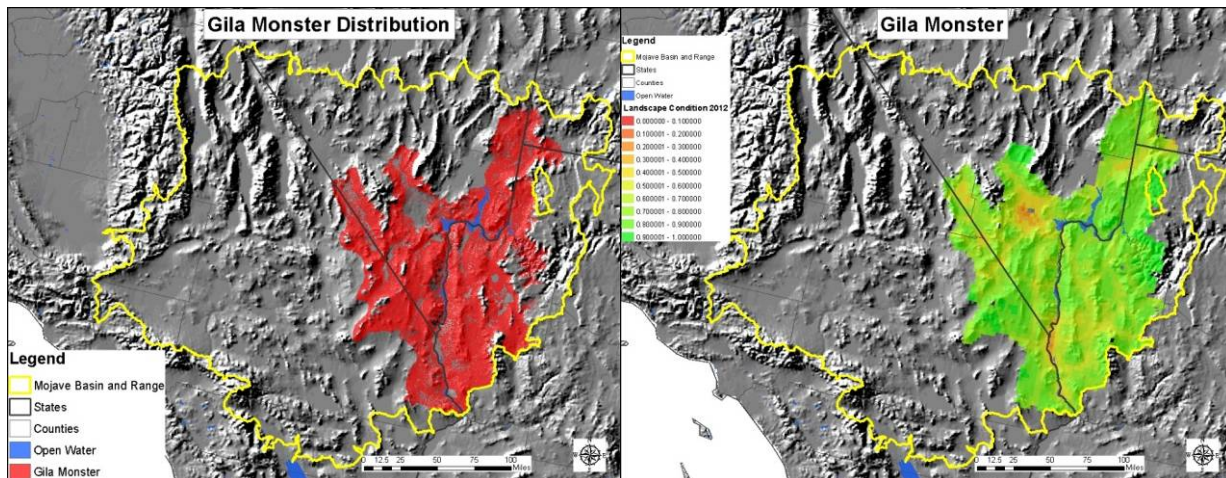 Gila Monster Distribution
Legend
Mojave Basin and Range
States
Counties
Open Water
Gila Monster
0 12.5 25 50 75 100
Miles
N
W E
S
Gila Monster
Legend
Mojave Basin and Range
States
Counties
Open Water
Landscape Condition 2012
0.000000 - 0.100000
0.100001 - 0.200000
0.200001 - 0.300000
0.300001 - 0.400000
0.400001 - 0.500000
0.500001 - 0.600000
0.600001 - 0.700000
0.700001 - 0.800000
0.800001 - 0.900000
0.900001 - 1.000000
0 12.5 25 50 75 100
Miles
N
W E
S